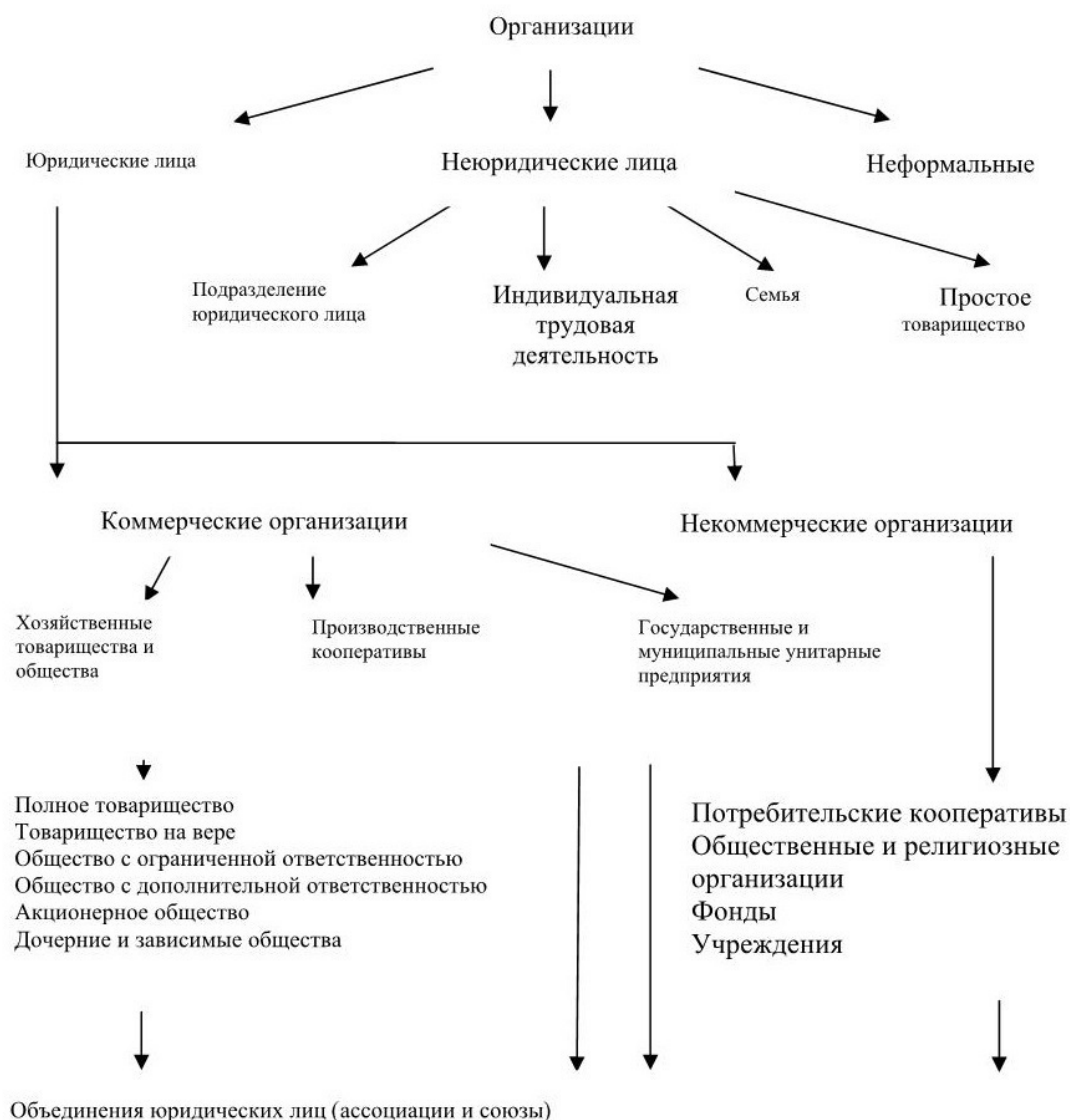 Организации
Юридические лица
Неюридические лица
Неформальные
Подразделение
юридического лица
Индивидуальная
трудовая
деятельность
Семья
Простое
товарищество
Коммерческие организации
Некоммерческие организации
Хозяйственные
товарищества и
общества
Производственные
кооперативы
Государственные и
муниципальные унитарные
предприятия
Полное товарищество
Товарищество на вере
Общество с ограниченной ответственностью
Общество с дополнительной ответственностью
Акционерное общество
Дочерние и зависимые общества
Потребительские кооперативы
Общественные и религиозные
организации
Фонды
Учреждения
Объединения юридических лиц (ассоциации и союзы)